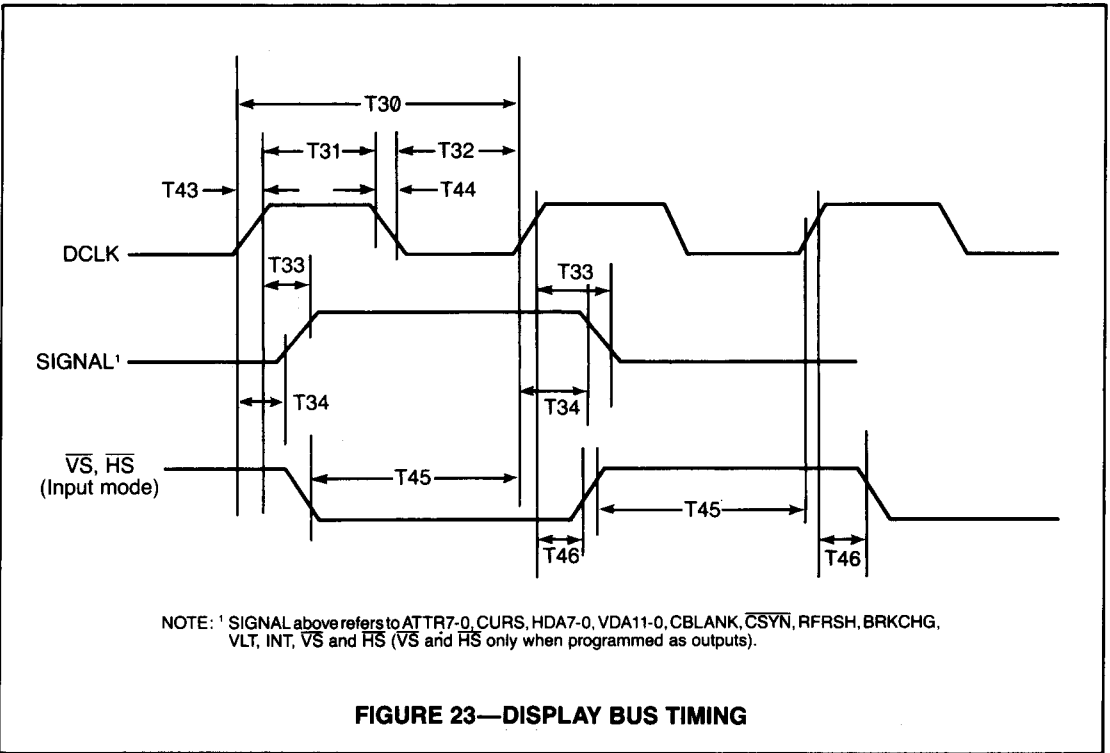 T30
T31
T32
T43
T44
DCLK
T33
T33
SIGNAL¹
T34
T34
VS, HS
(Input mode)
T45
T45
T46
T46
NOTE: ¹ SIGNAL above refers to ATTR7-0, CURS, HDA7-0, VDA11-0, CBLANK, CSYN, RFRSH, BRKCHG,
VLT, INT, VS and HS (VS and HS only when programmed as outputs).
FIGURE 23—DISPLAY BUS TIMING